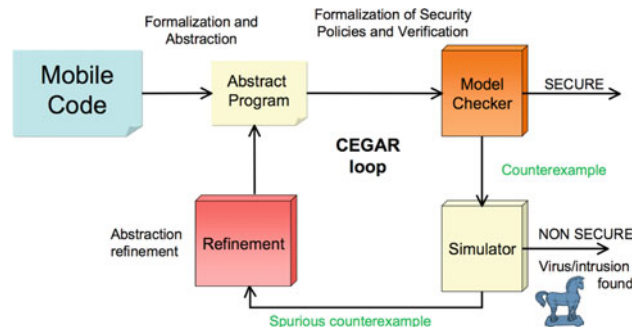 Formalization and
Abstraction
Formalization of Security
Policies and Verification
Mobile
Code
Abstract
Program
Model
Checker
SECURE
CEGAR
loop
Counterexample
Abstraction
refinement
Refinement
Simulator
NON SECURE
Virus/intrusion
found
Spurious counterexample